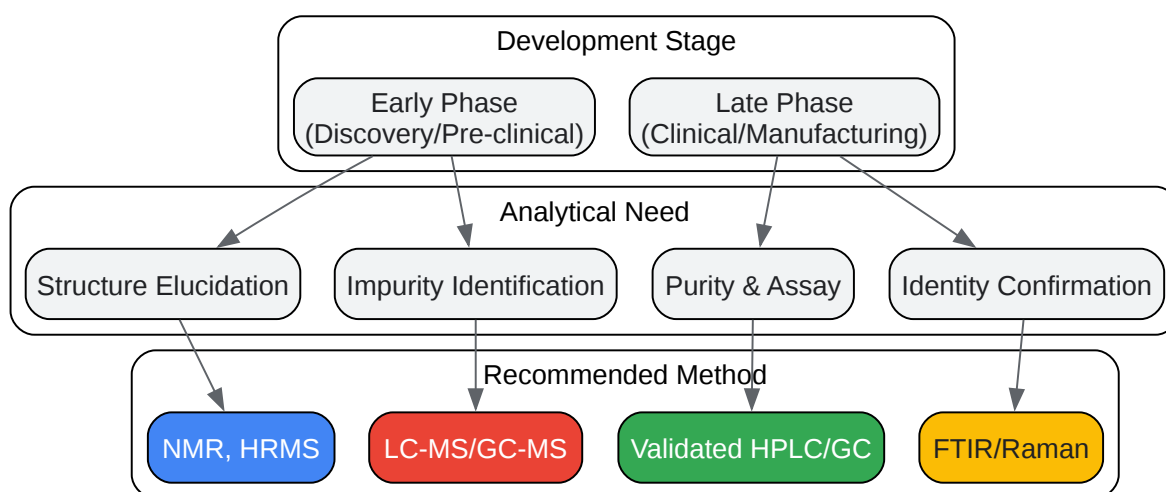 Development Stage
Early Phase
(Discovery/Pre-clinical)
Late Phase
(Clinical/Manufacturing)
Analytical Need
Structure Elucidation
Impurity Identification
Purity & Assay
Identity Confirmation
Recommended Method
NMR, HRMS
LC-MS/GC-MS
Validated HPLC/GC
FTIR/Raman